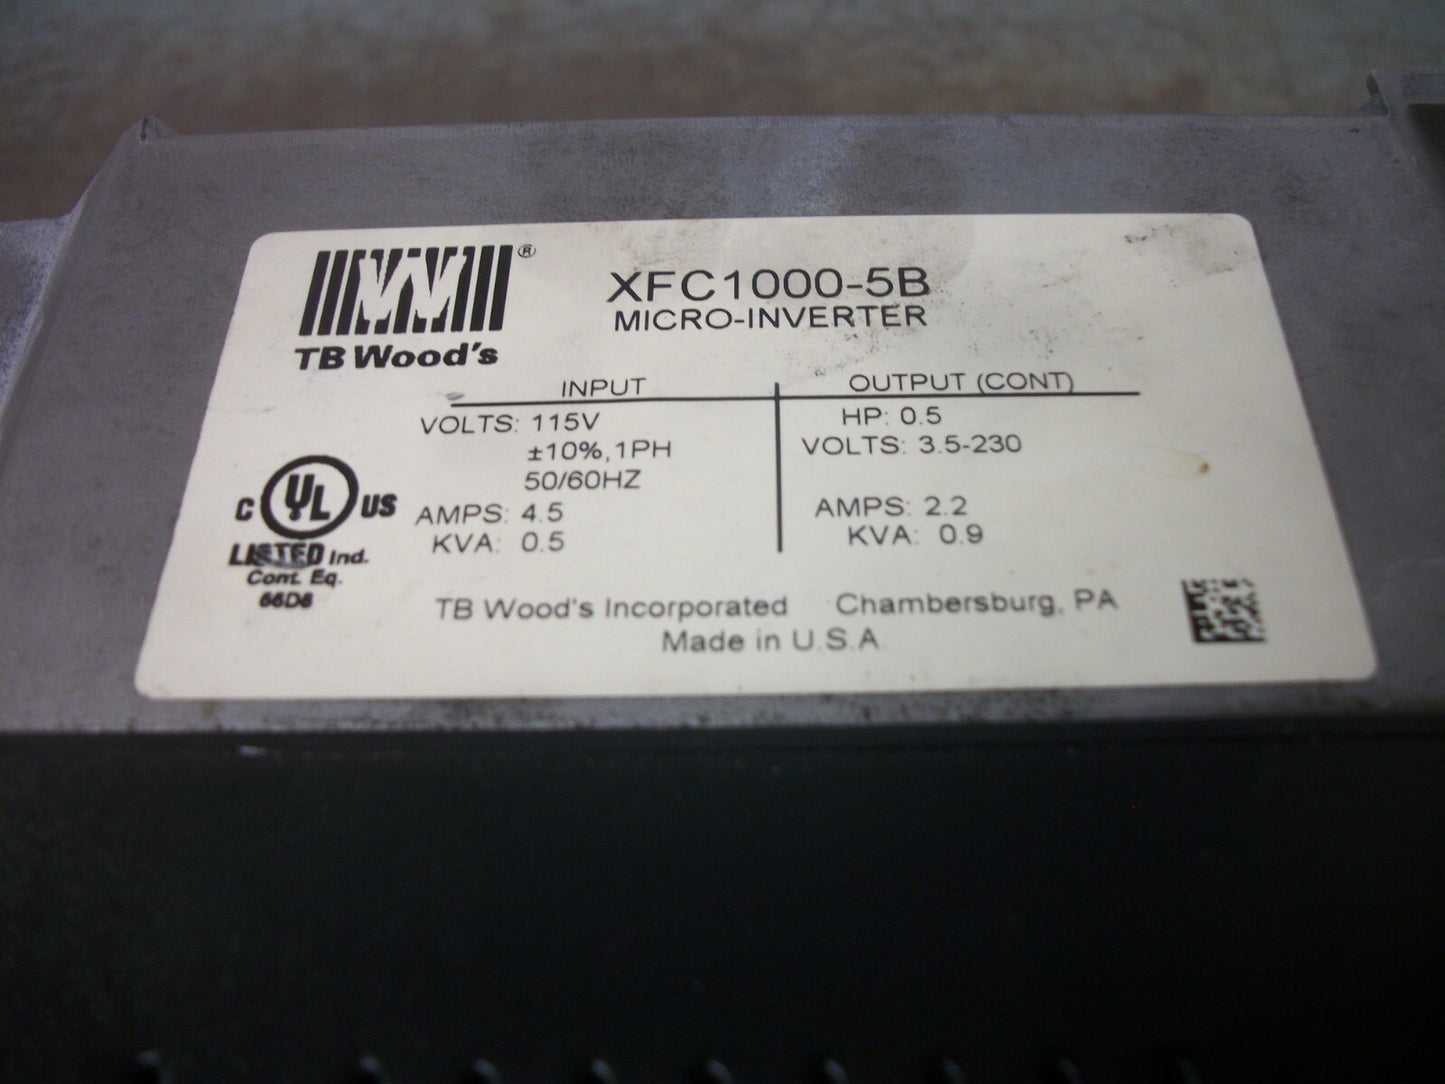 ®
TB Wood's
XFC1000-5B
MICRO-INVERTER
INPUT
VOLTS: 115V
±10%, 1PH
50/60HZ
AMPS: 4.5
KVA: 0.5
OUTPUT (CONT)
HP: 0.5
VOLTS: 3.5-230
AMPS: 2.2
KVA: 0.9
C UL US
LISTED Ind.
Cont. Eq.
66D8
TB Wood's Incorporated Chambersburg, PA
Made in U.S.A